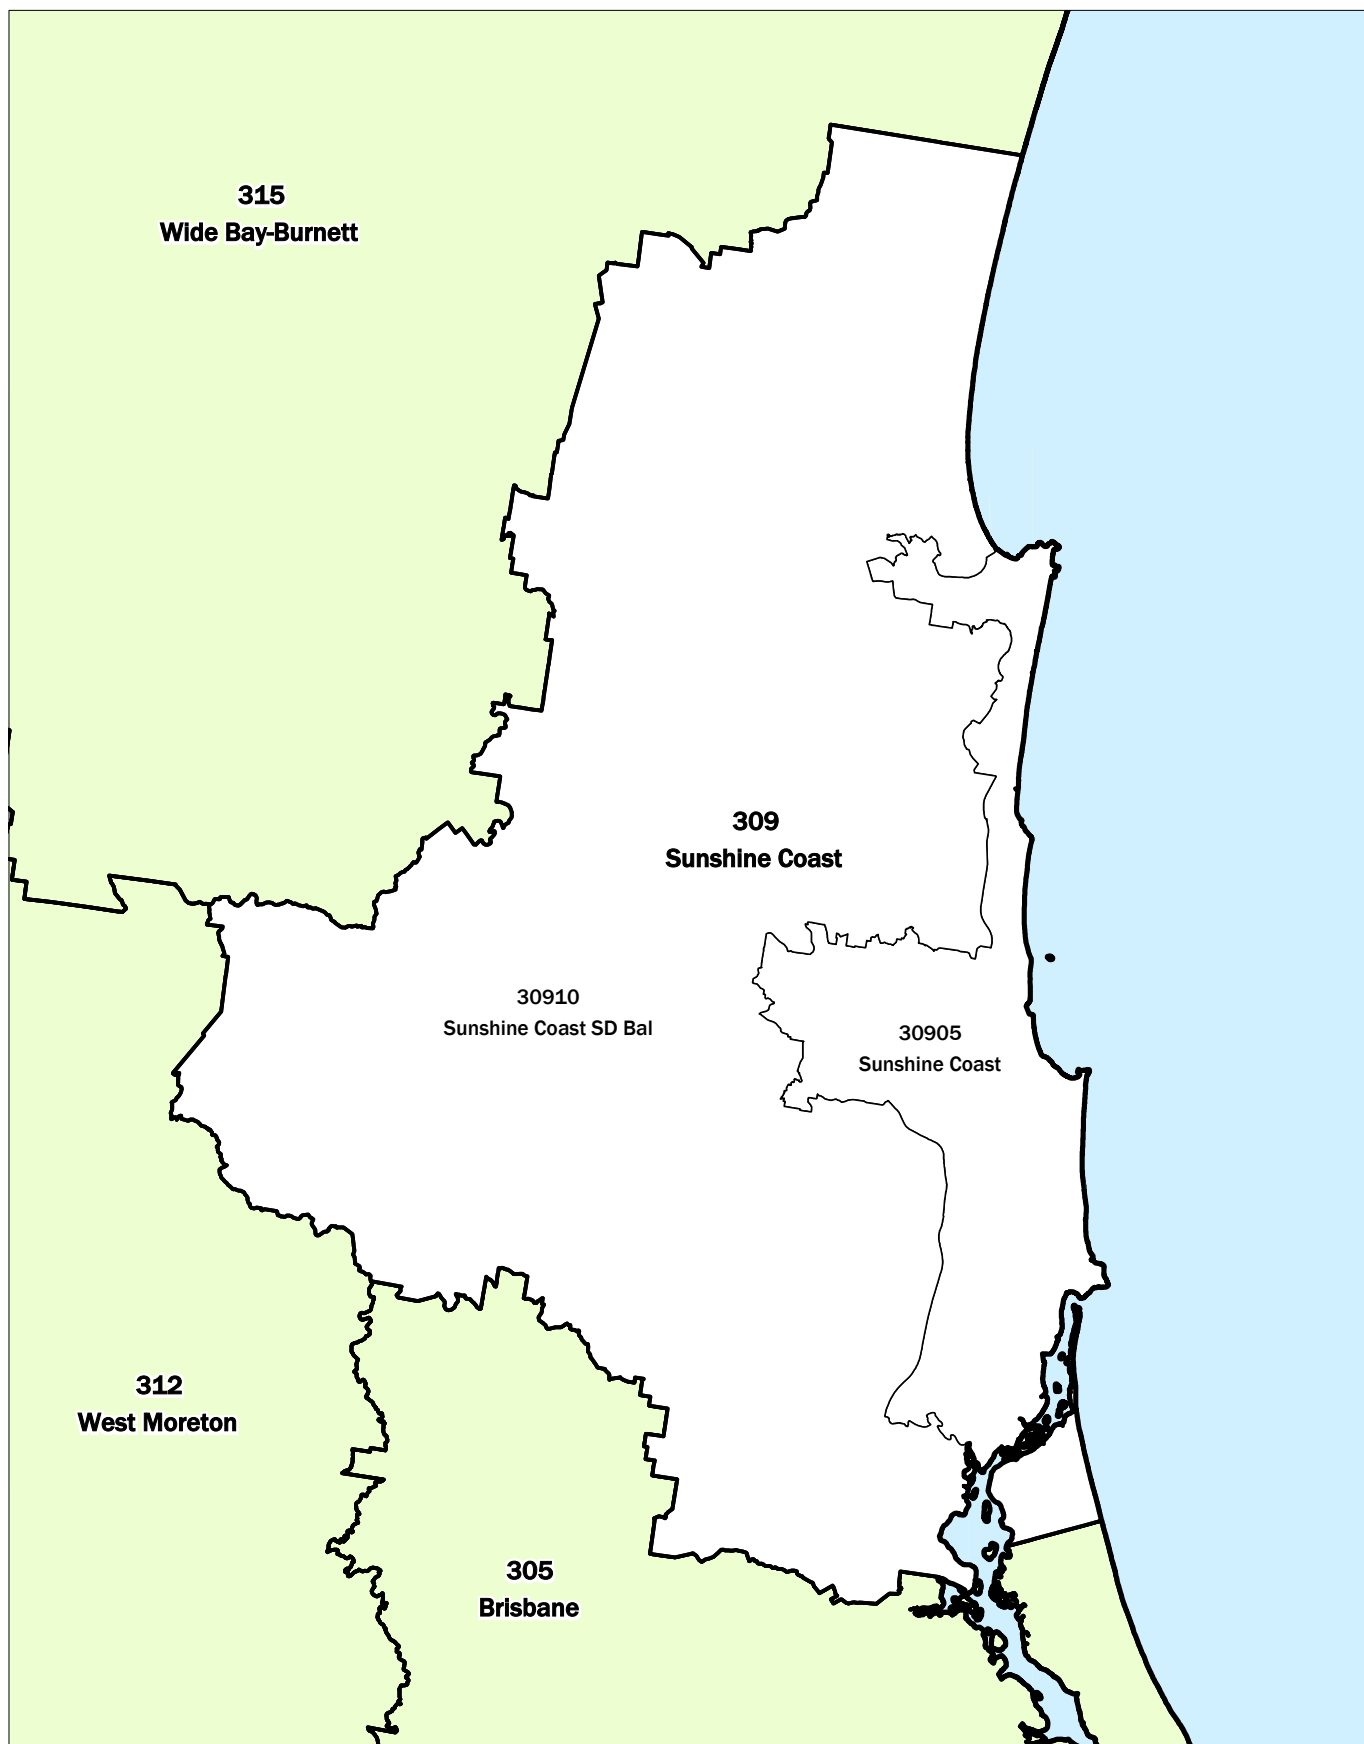 315
Wide Bay-Burnett
309
Sunshine Coast
30910
Sunshine Coast SD Bal
30905
Sunshine Coast
312
West Moreton
305
Brisbane